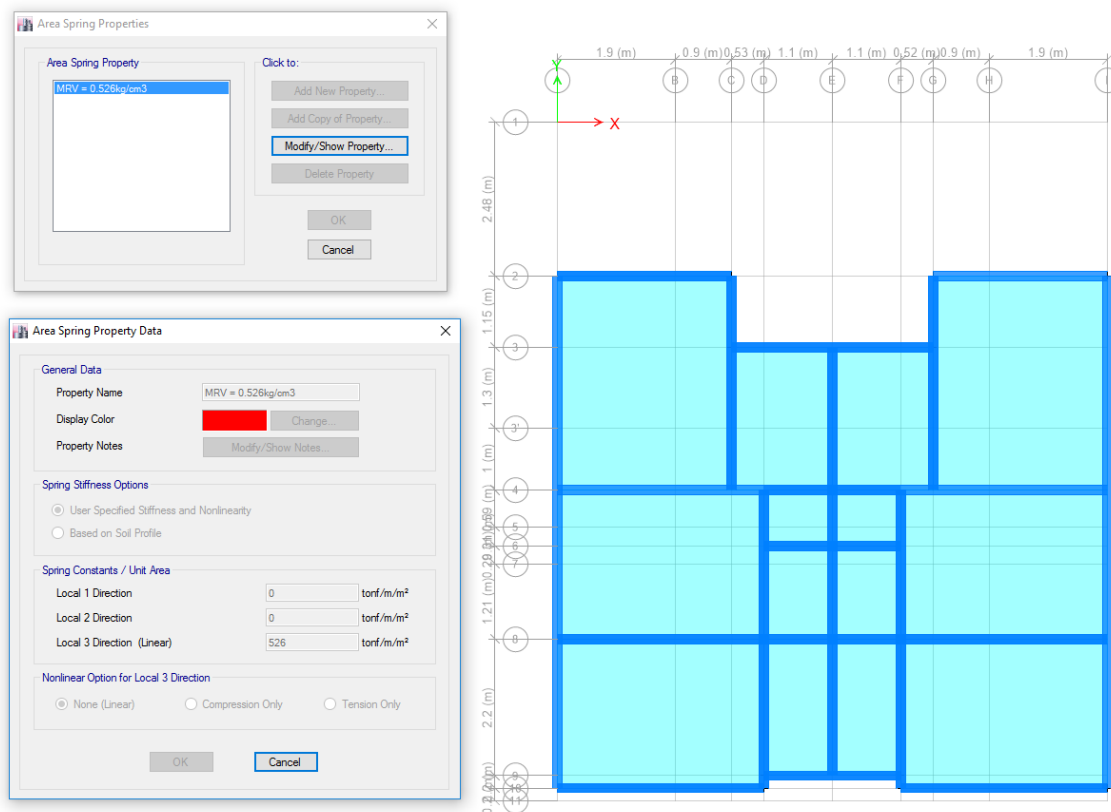 Area Spring Properties
Area Spring Property
Click to:
MRV = 0.526kg/cm3
Add New Property...
Add Copy of Property...
Modify/Show Property...
Delete Property
OK
Cancel
Area Spring Property Data
General Data
Property Name
MRV = 0.526kg/cm3
Display Color
Change...
Property Notes
Modify/Show Notes...
Spring Stiffness Options
User Specified Stiffness and Nonlinearity
Based on Soil Profile
Spring Constants / Unit Area
Local 1 Direction
0
tonf/m/m²
Local 2 Direction
0
tonf/m/m²
Local 3 Direction (Linear)
526
tonf/m/m²
Nonlinear Option for Local 3 Direction
None (Linear)
Compression Only
Tension Only
OK
Cancel
1.9 (m) 0.9 (m) 0.53 (m) 1.1 (m) 1.1 (m) 0.52 (m) 0.9 (m) 1.9 (m)
Y
A B C D E F G H I
X
1
2.48 (m)
2
1.15 (m)
3
1.3 (m)
3'
1 (m)
4
5
6
7
1.21 (m)
8
2.2 (m)
9
10
11